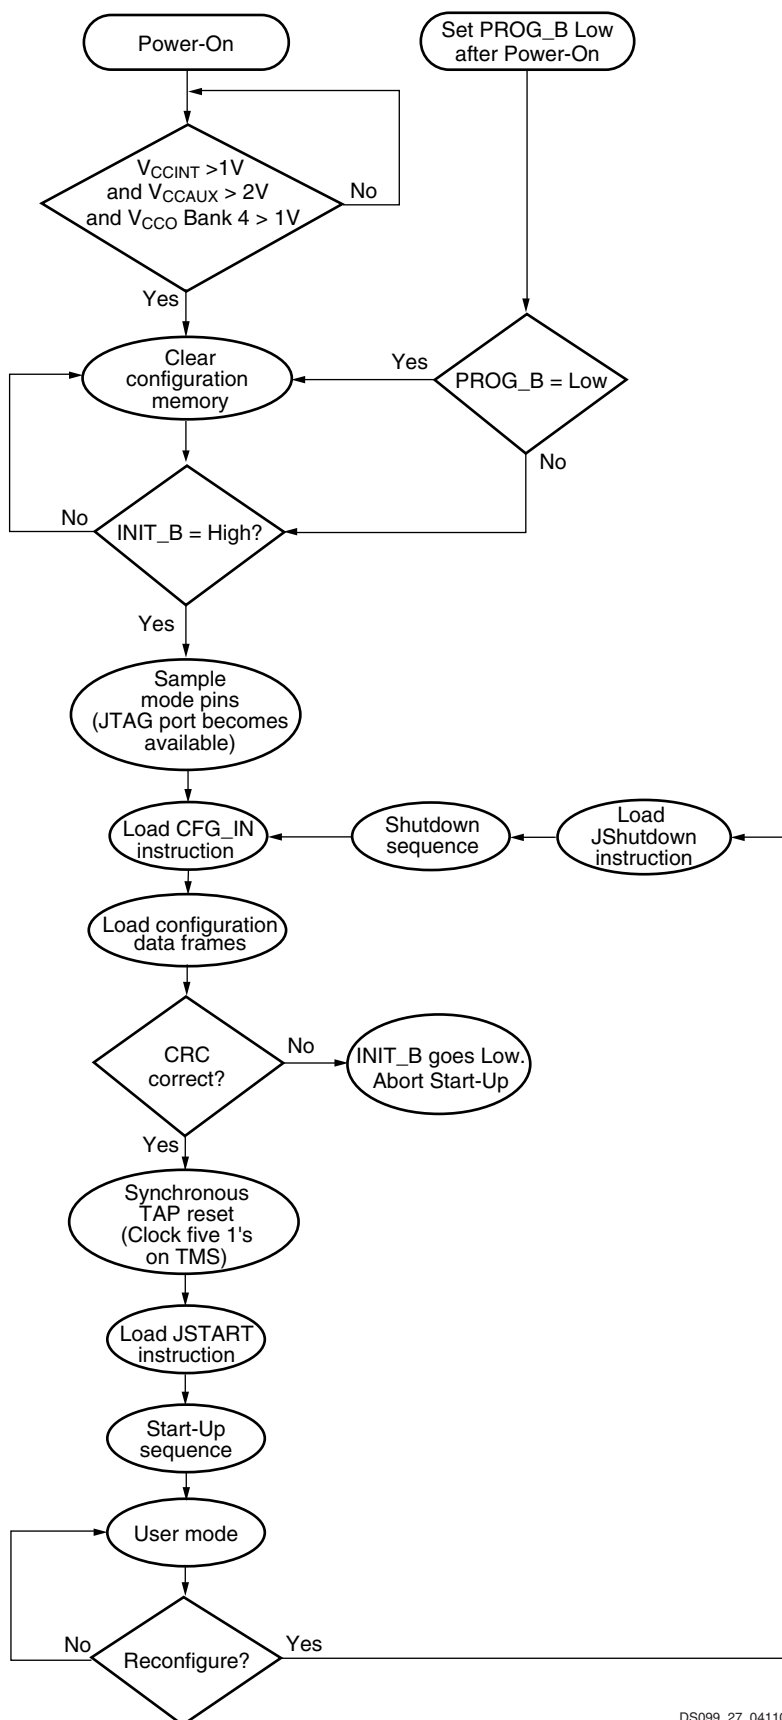 Power-On
Set PROG_B Low
after Power-On
VCCINT >1V
and VCCAUX > 2V
and VCCO Bank 4 > 1V
No
Yes
Clear
configuration
memory
Yes
PROG_B = Low
No
No
INIT_B = High?
Yes
Sample
mode pins
(JTAG port becomes
available)
Load CFG_IN
instruction
Shutdown
sequence
Load
JShutdown
instruction
Load configuration
data frames
CRC
correct?
No
INIT_B goes Low.
Abort Start-Up
Yes
Synchronous
TAP reset
(Clock five 1's
on TMS)
Load JSTART
instruction
Start-Up
sequence
User mode
No
Reconfigure?
Yes
DS099_27_04110